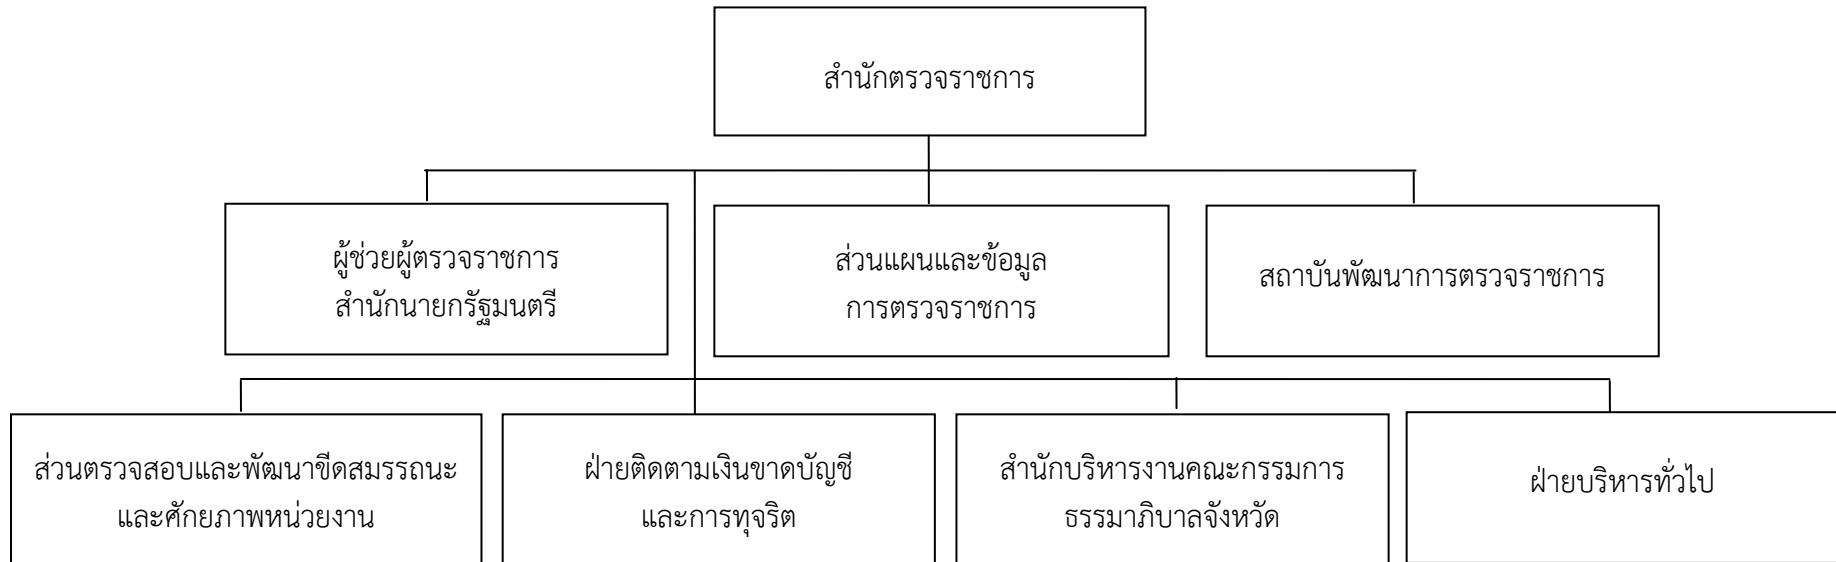 สำนักตรวจราชการ
ผู้ช่วยผู้ตรวจราชการ
สำนักนายกรัฐมนตรี
ส่วนแผนและข้อมูล
การตรวจราชการ
สถาบันพัฒนาการตรวจราชการ
ส่วนตรวจสอบและพัฒนาขีดสมรรถนะ
และศักยภาพหน่วยงาน
ฝ่ายติดตามเงินขาดบัญชี
และการทุจริต
สำนักบริหารงานคณะกรรมการ
ธรรมาภิบาลจังหวัด
ฝ่ายบริหารทั่วไป